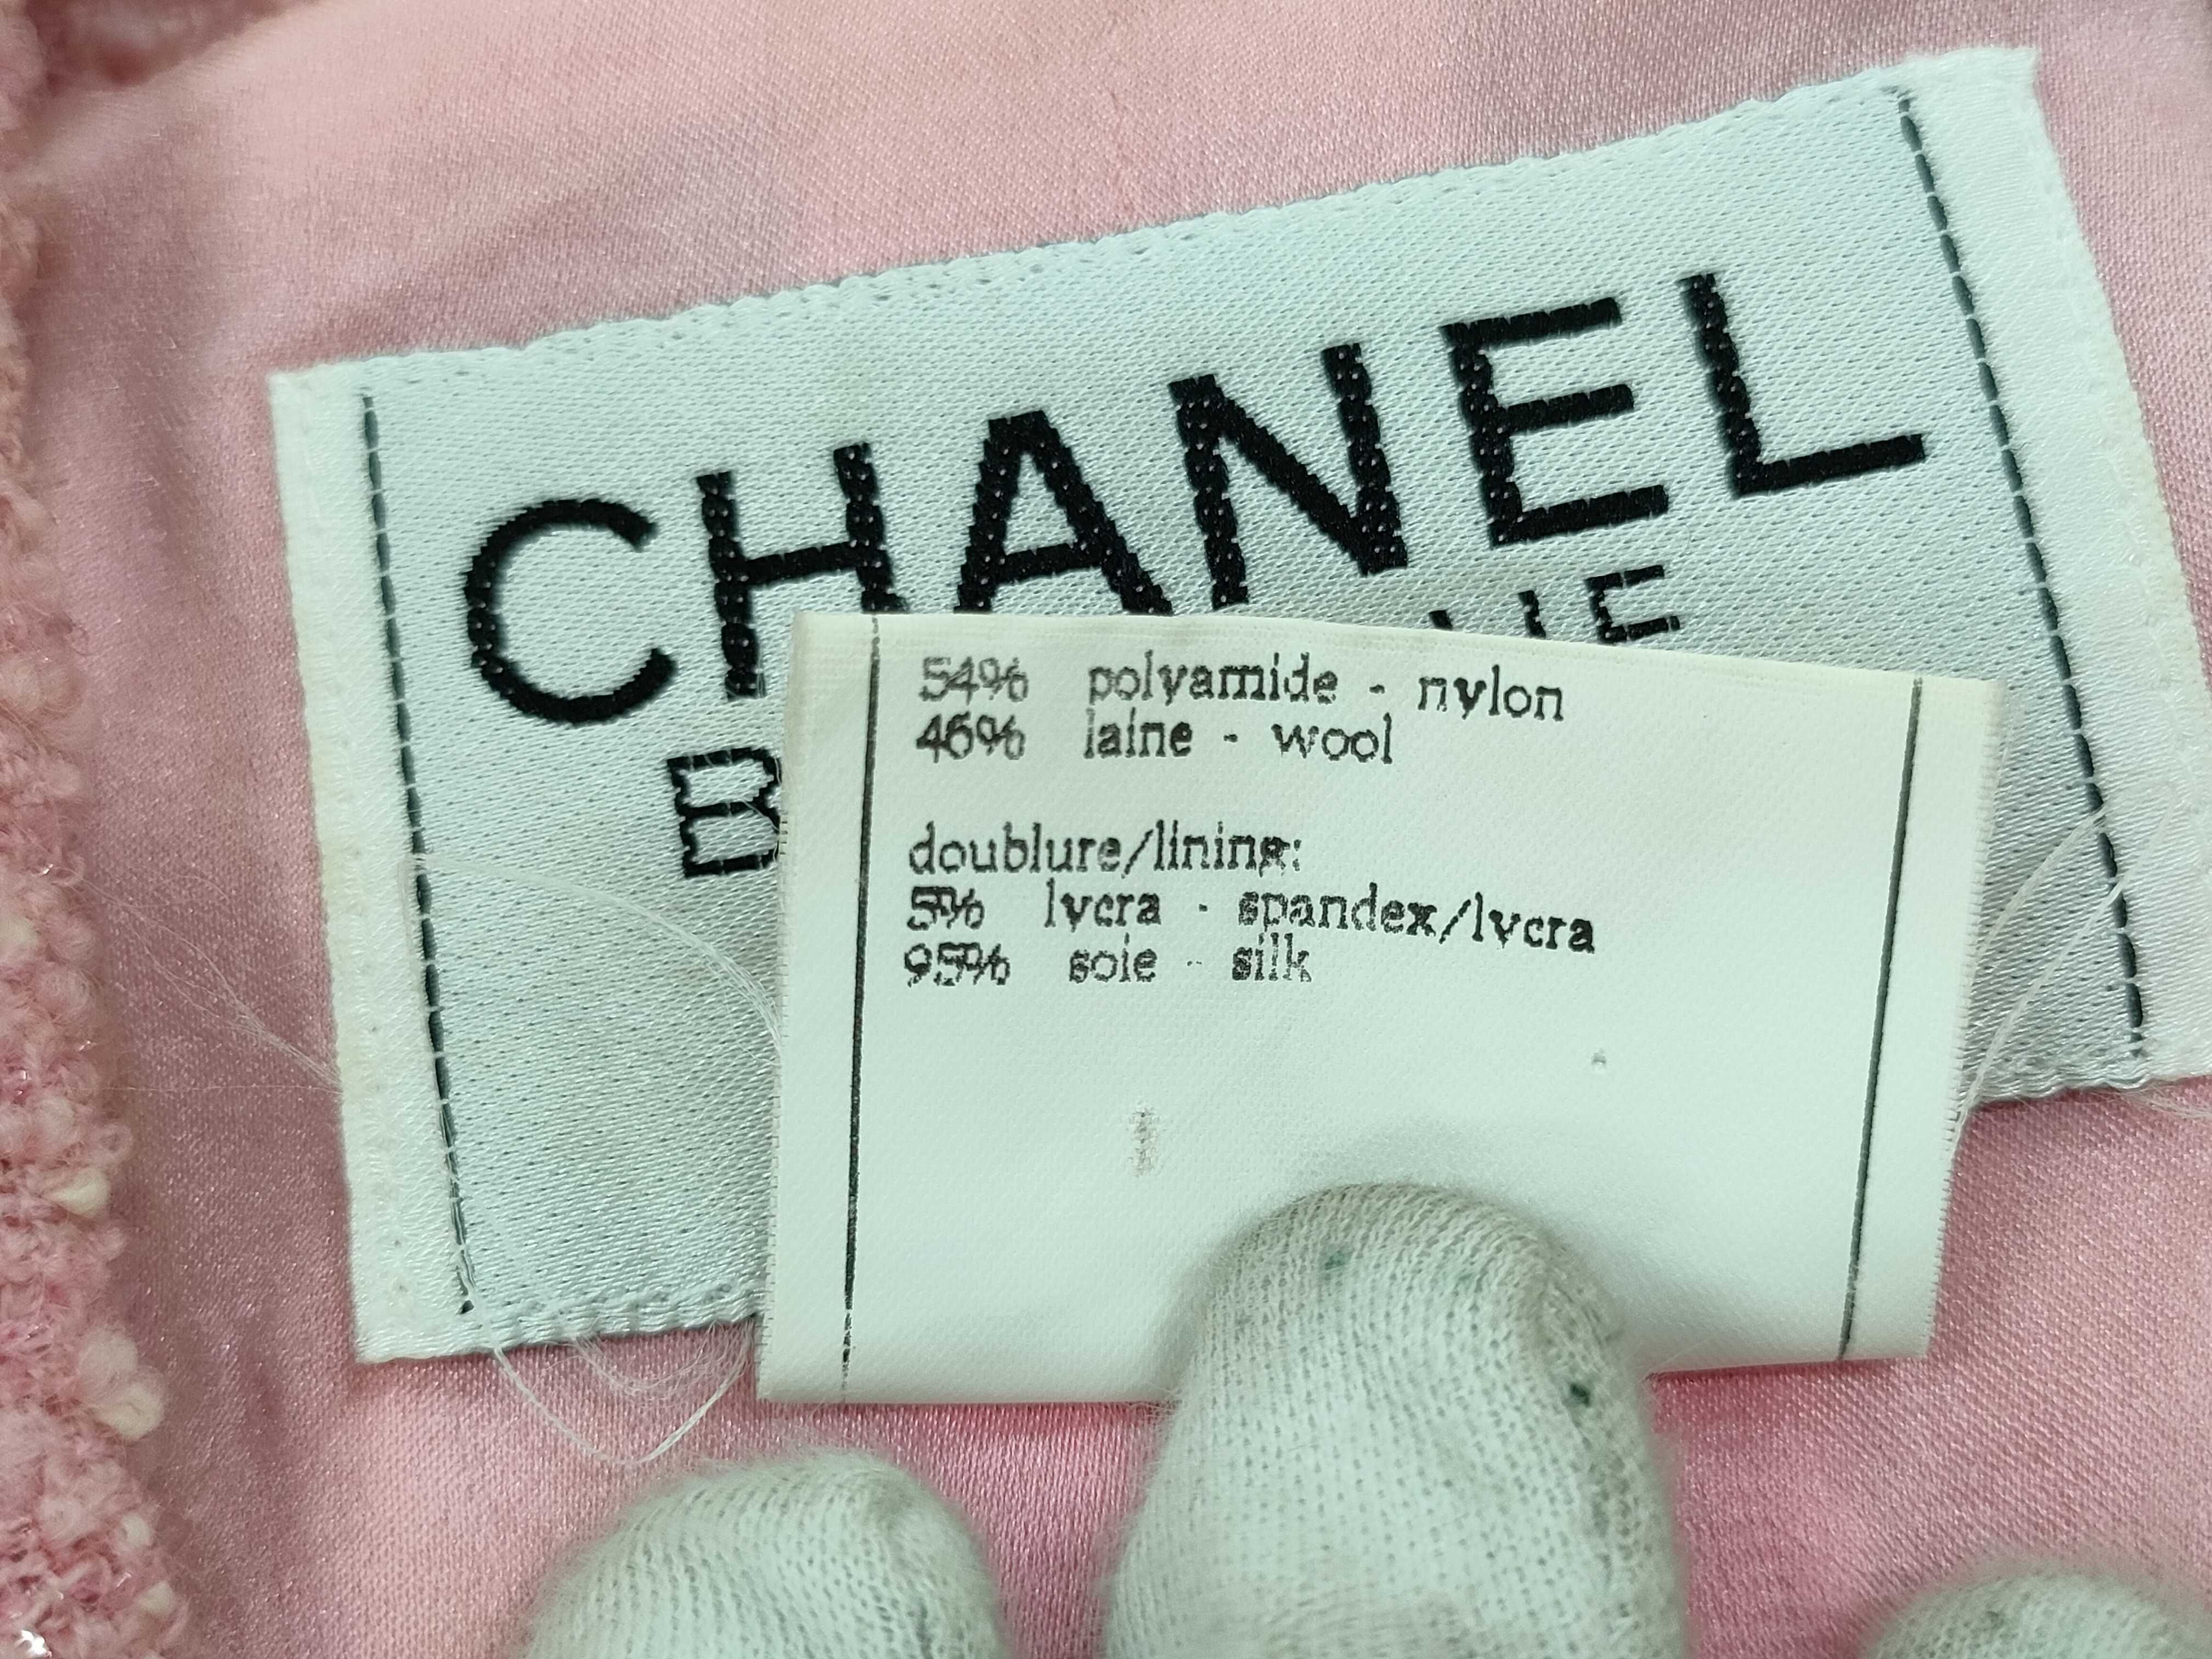 CHANEL
54% polyamide - nylon
46% laine - wool
doublure/lining:
5% lycra - spandex/lycra
95% soie - silk